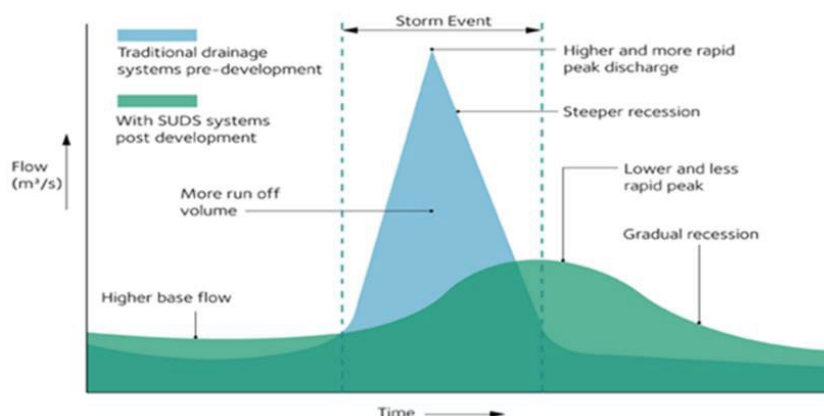 Storm Event
Traditional drainage
systems pre-development
With SUDS systems
post development
Higher and more rapid
peak discharge
Steeper recession
Flow
(m³/s)
More run off
volume
Lower and less
rapid peak
Gradual recession
Higher base flow
Time